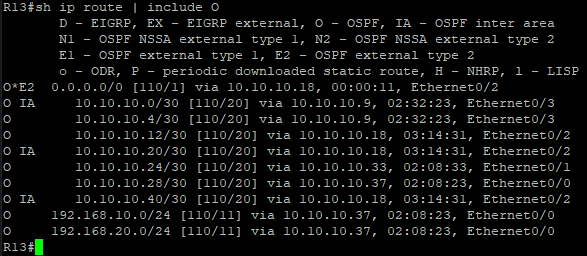 R13#sh ip route | include O
D - EIGRP, EX - EIGRP external, O - OSPF, IA - OSPF inter area
N1 - OSPF NSSA external type 1, N2 - OSPF NSSA external type 2
E1 - OSPF external type 1, E2 - OSPF external type 2
o - ODR, P - periodic downloaded static route, H - NHRP, l - LISP
O*E2  0.0.0.0/0 [110/1] via 10.10.10.18, 00:00:11, Ethernet0/2
O IA     10.10.10.0/30 [110/20] via 10.10.10.9, 02:32:23, Ethernet0/3
O IA     10.10.10.4/30 [110/20] via 10.10.10.9, 02:32:23, Ethernet0/3
O        10.10.10.12/30 [110/20] via 10.10.10.18, 03:14:31, Ethernet0/2
O IA     10.10.10.20/30 [110/20] via 10.10.10.18, 03:14:31, Ethernet0/2
O        10.10.10.24/30 [110/20] via 10.10.10.33, 02:08:33, Ethernet0/1
O        10.10.10.28/30 [110/20] via 10.10.10.37, 02:08:23, Ethernet0/0
O IA     10.10.10.40/30 [110/20] via 10.10.10.18, 03:14:31, Ethernet0/2
O     192.168.10.0/24 [110/11] via 10.10.10.37, 02:08:23, Ethernet0/0
O     192.168.20.0/24 [110/11] via 10.10.10.37, 02:08:23, Ethernet0/0
R13#